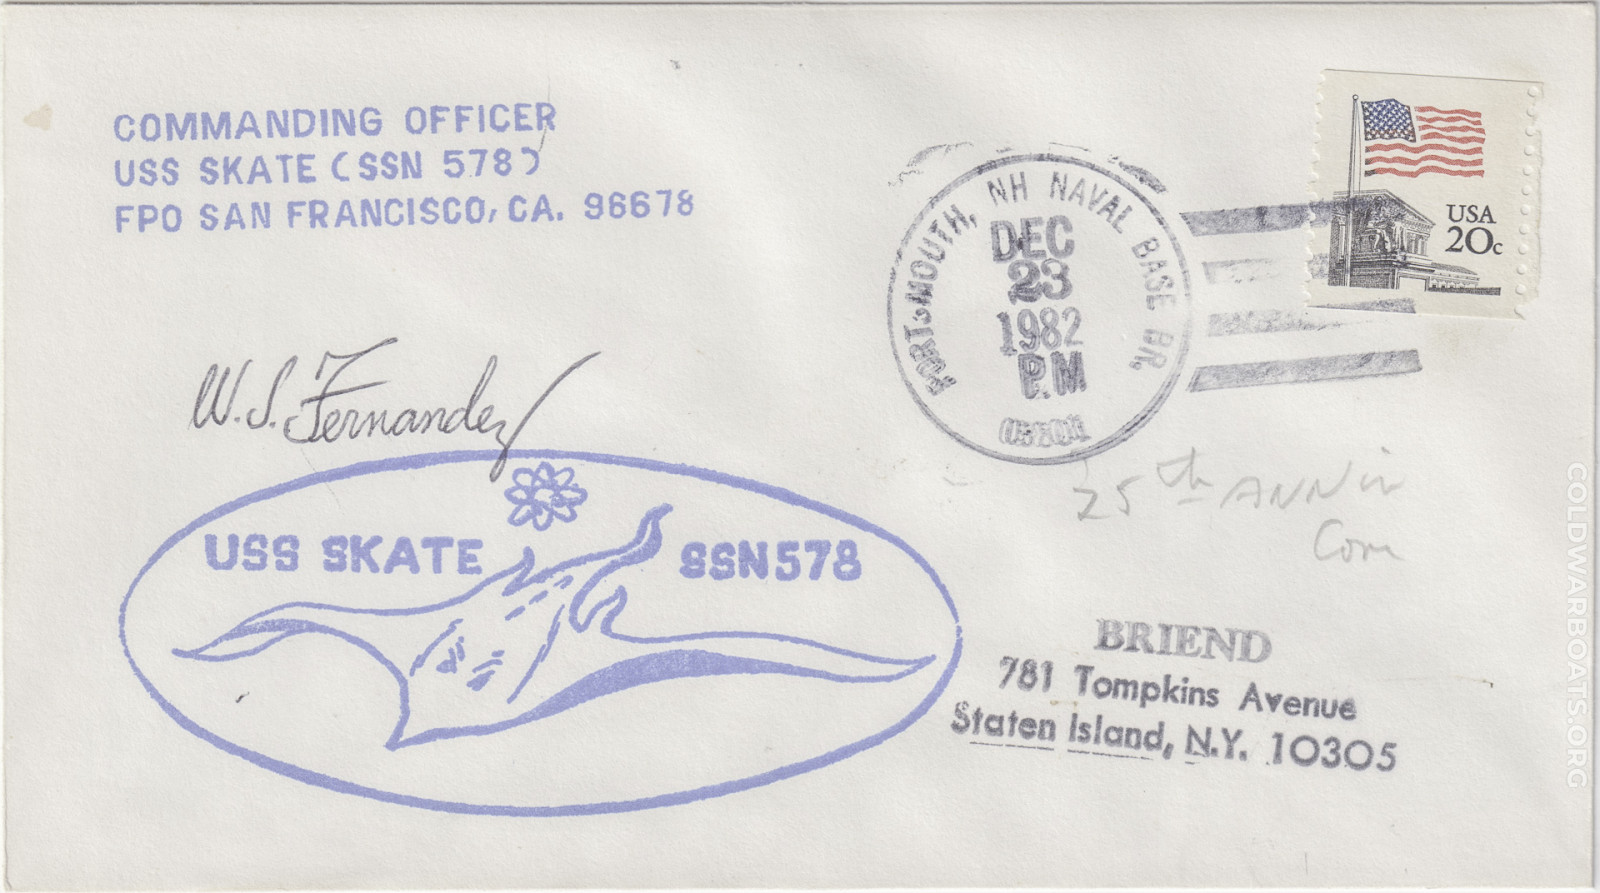 COMMANDING OFFICER
USS SKATE (SSN 578)
FPO SAN FRANCISCO, CA. 96678
PORTSMOUTH, NH NAVAL BASE BR.
DEC
23
1982
P.M
USA
20c
W.S. Fernandez
25th ANNIV
Com
USS SKATE
SSN578
BRIEND
781 Tompkins Avenue
Staten Island, N.Y. 10305
COLDWARBOATS.ORG